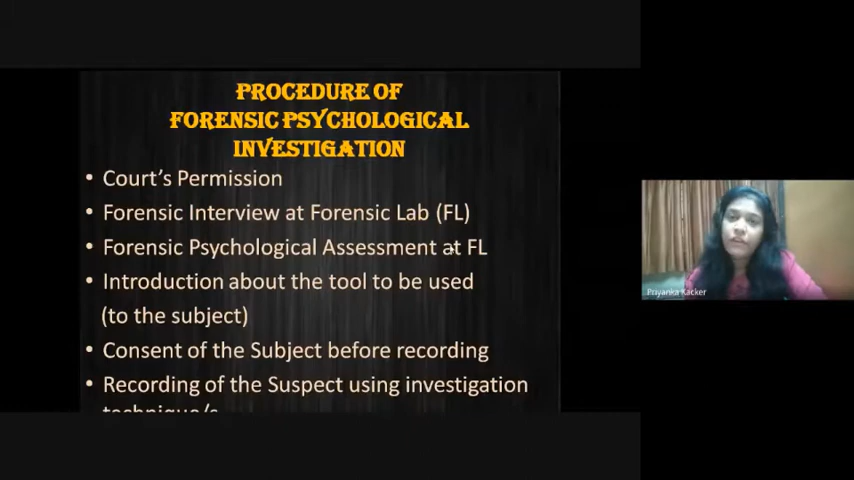 PROCEDURE OF
FORENSIC PSYCHOLOGICAL
INVESTIGATION
• Court's Permission
• Forensic Interview at Forensic Lab (FL)
• Forensic Psychological Assessment at FL
• Introduction about the tool to be used
(to the subject)
• Consent of the Subject before recording
• Recording of the Suspect using investigation
technique/s
Priyanka Kacker